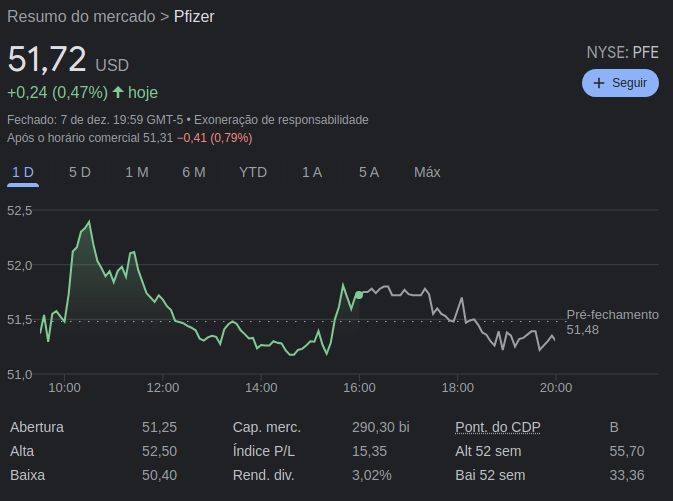 Resumo do mercado > Pfizer
51,72 USD
NYSE: PFE
+0,24 (0,47%) ↑ hoje
+ Seguir
Fechado: 7 de dez. 19:59 GMT-5 • Exoneração de responsabilidade
Após o horário comercial 51,31 −0,41 (0,79%)
1 D 5 D 1 M 6 M YTD 1 A 5 A Máx
52,5
52,0
51,5
51,0
Pré-fechamento
51,48
10:00 12:00 14:00 16:00 18:00 20:00
Abertura 51,25 Cap. merc. 290,30 bi Pont. do CDP B
Alta 52,50 Índice P/L 15,35 Alt 52 sem 55,70
Baixa 50,40 Rend. div. 3,02% Bai 52 sem 33,36